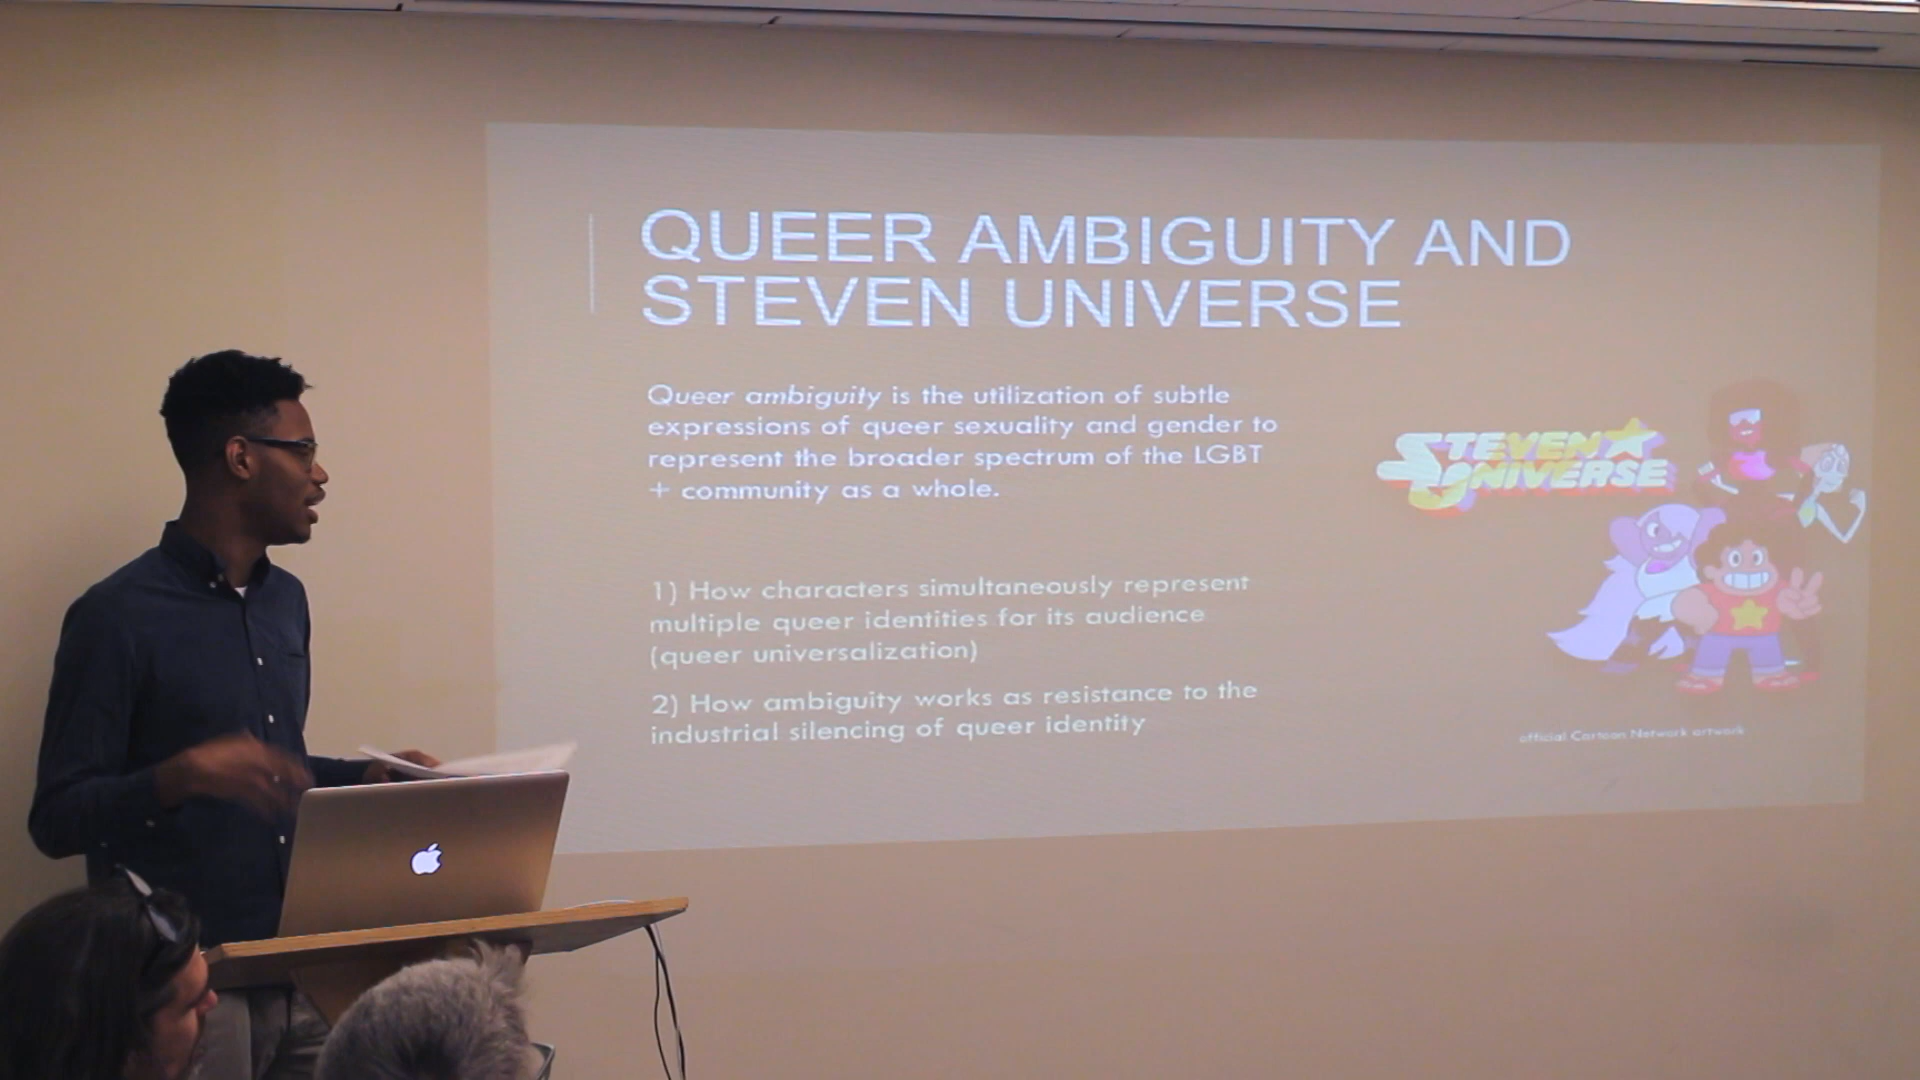 QUEER AMBIGUITY AND
STEVEN UNIVERSE
Queer ambiguity is the utilization of subtle
expressions of queer sexuality and gender to
represent the broader spectrum of the LGBT
+ community as a whole.
STEVEN
UNIVERSE
1) How characters simultaneously represent
multiple queer identities for its audience
(queer universalization)
2) How ambiguity works as resistance to the
industrial silencing of queer identity
official Cartoon Network artwork